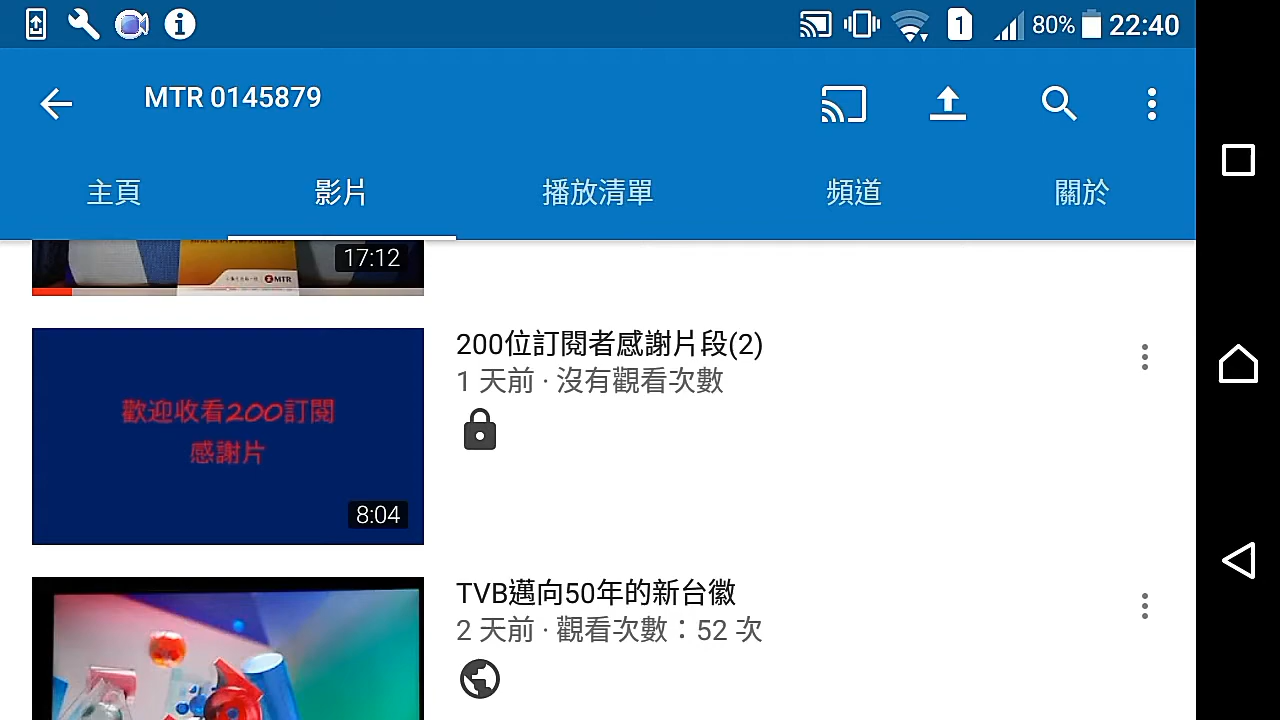 1
80%
22:40
MTR 0145879
主頁
影片
播放清單
頻道
關於
17:12
MTR
200位訂閱者感謝片段(2)
1 天前 · 沒有觀看次數
歡迎收看200訂閱
感謝片
8:04
TVB邁向50年的新台徽
2 天前 · 觀看次數：52 次